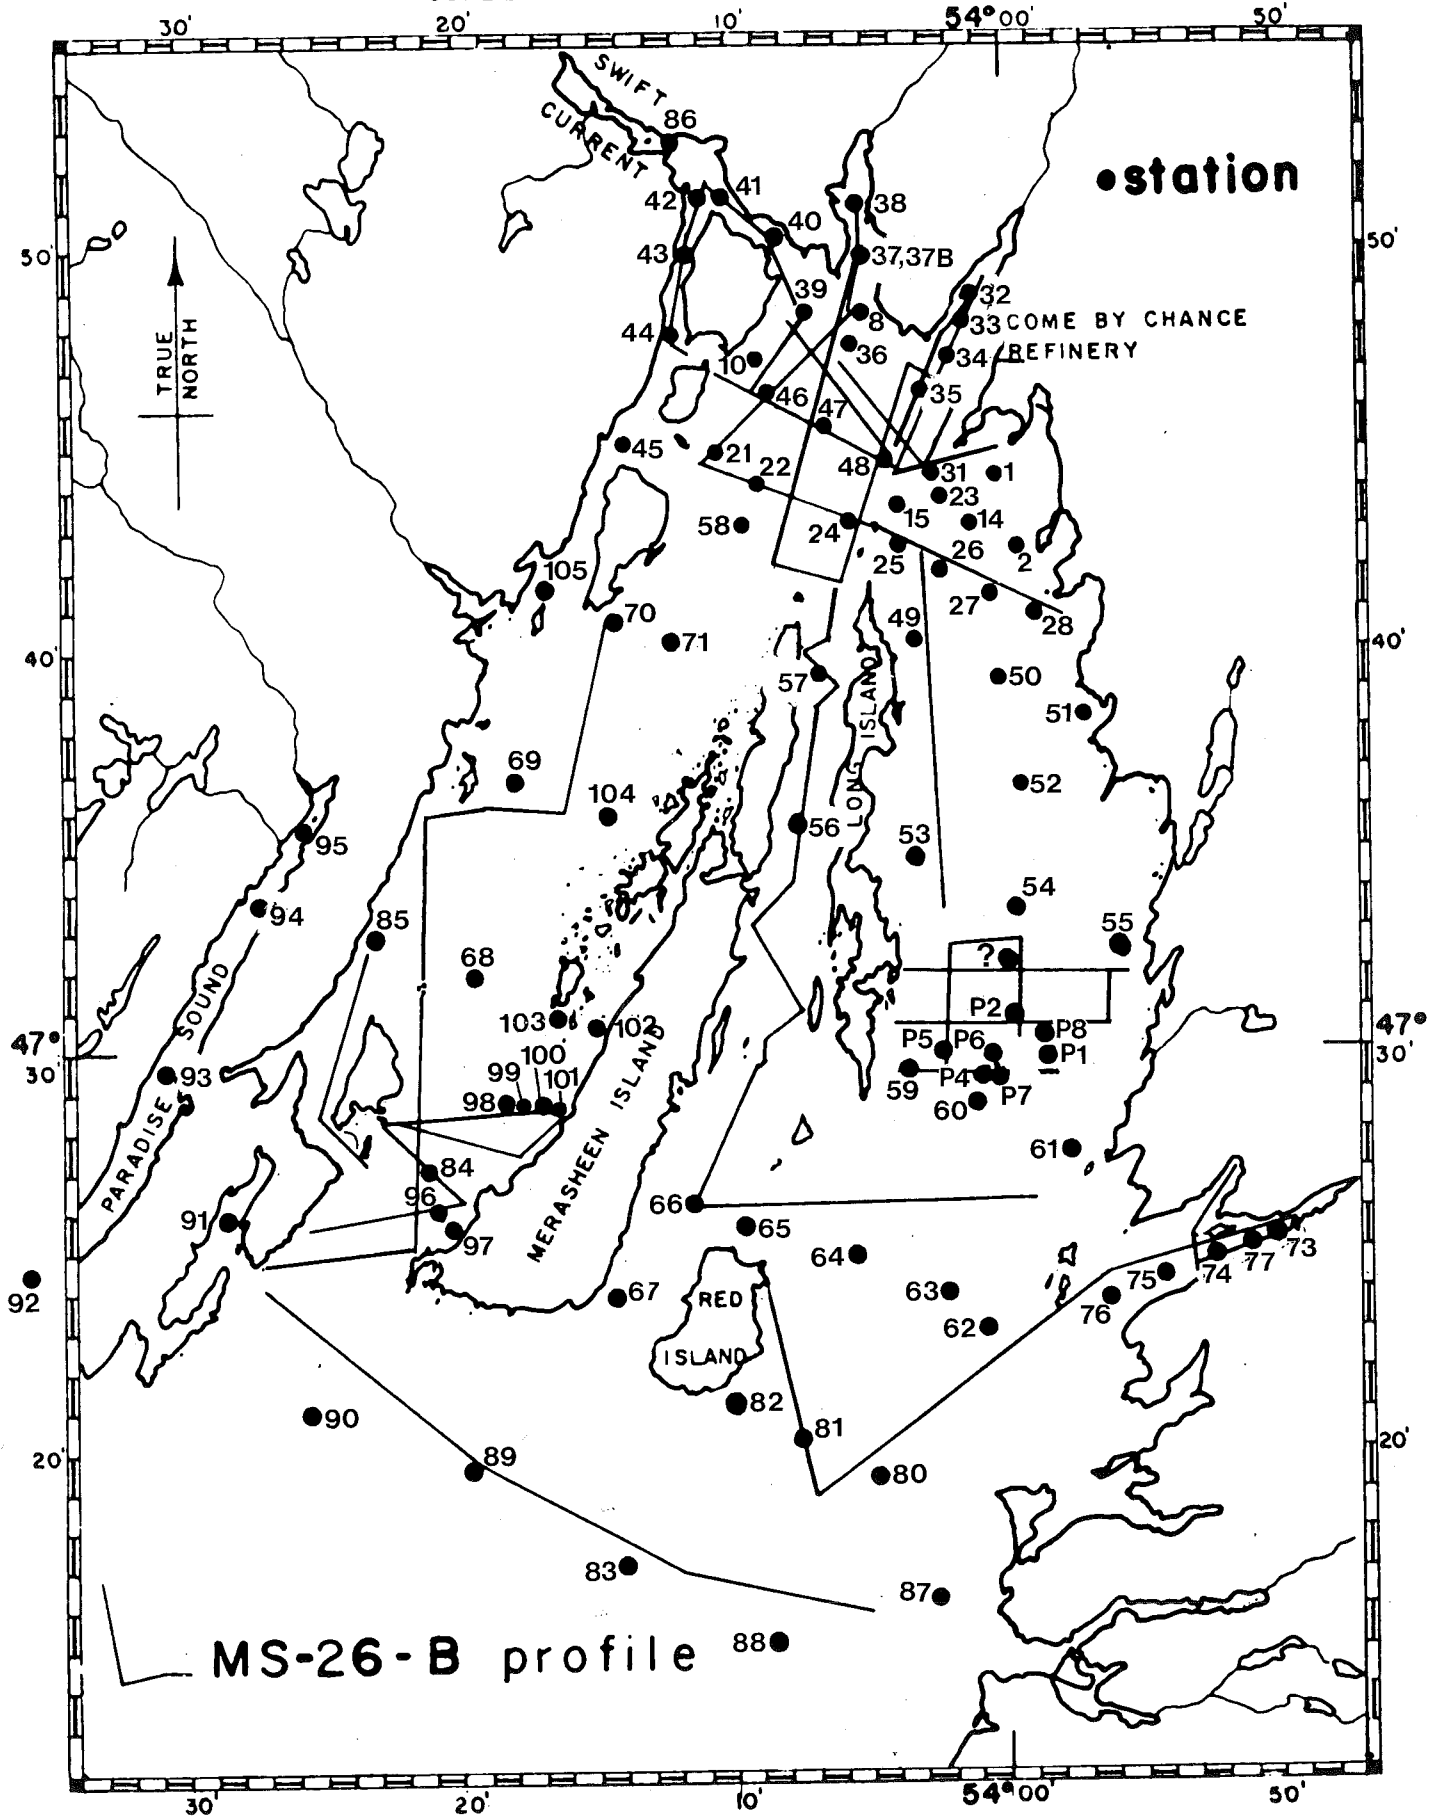 30' 20' 10' 54°00' 50'
SWIFT
CURRENT
86
station
42 41 38
40
50' 43 37,37B 50'
39 32
8 33 COME BY CHANCE
44 36 34 REFINERY
10
TRUE
NORTH
46 35
47
45 21 48 31 1
22 23
58 24 15 14
25 26 2
105 27 28
70 49
40' 71 40'
57 50
51
LONG ISLAND
69 52
104
95 56 53
94 54
85 55
68 ?
P2
103 102 P5 P6 P8
47° 47°
30' 100 P1 30'
93 99 101 59 P4 P7
98 60
PARADISE SOUND
MERASHEEN ISLAND
61
84
96 66
91 97 65 73
64 77
74
92 67 63 75
76
RED
ISLAND
62
82
90 81
20' 89 80 20'
83 87
88
MS-26-B profile
30' 20' 10' 54°00' 50'